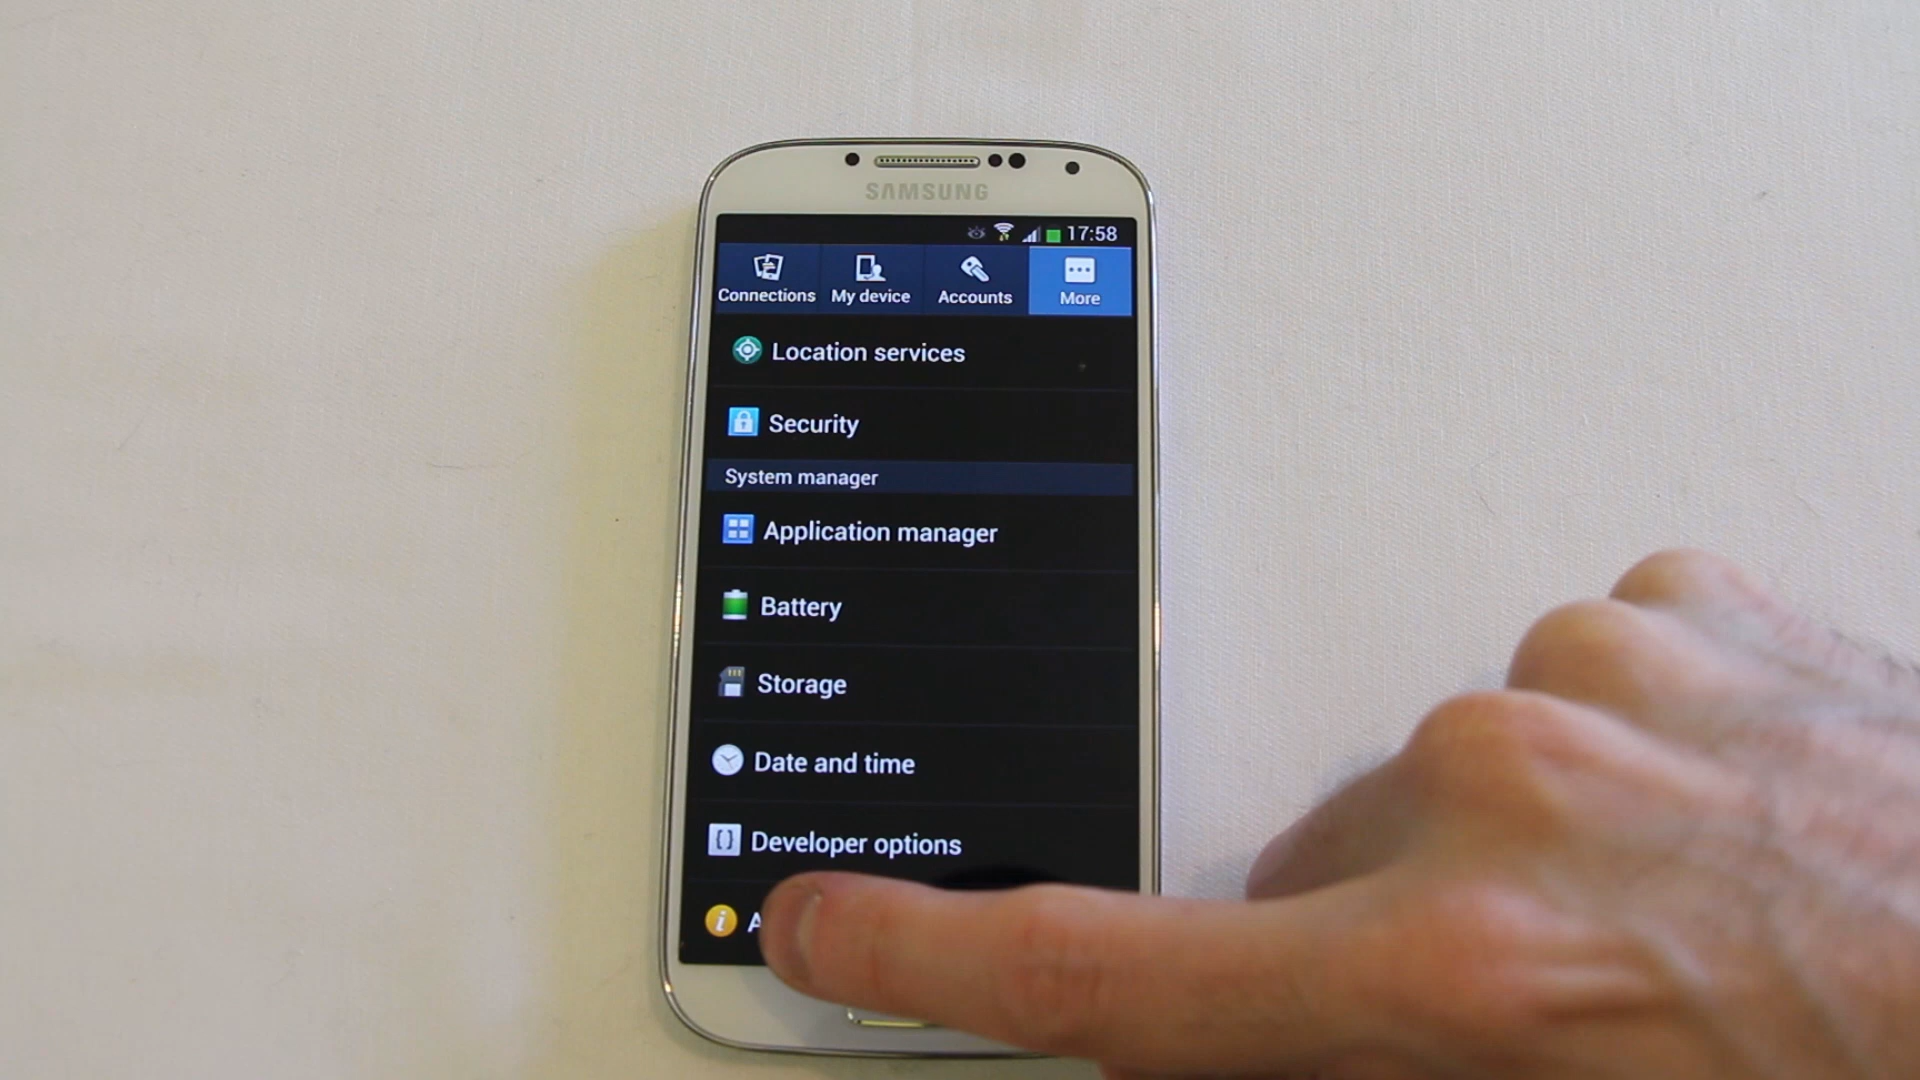 SAMSUNG
17:58
Connections My device Accounts More
Location services
Security
System manager
Application manager
Battery
Storage
Date and time
Developer options